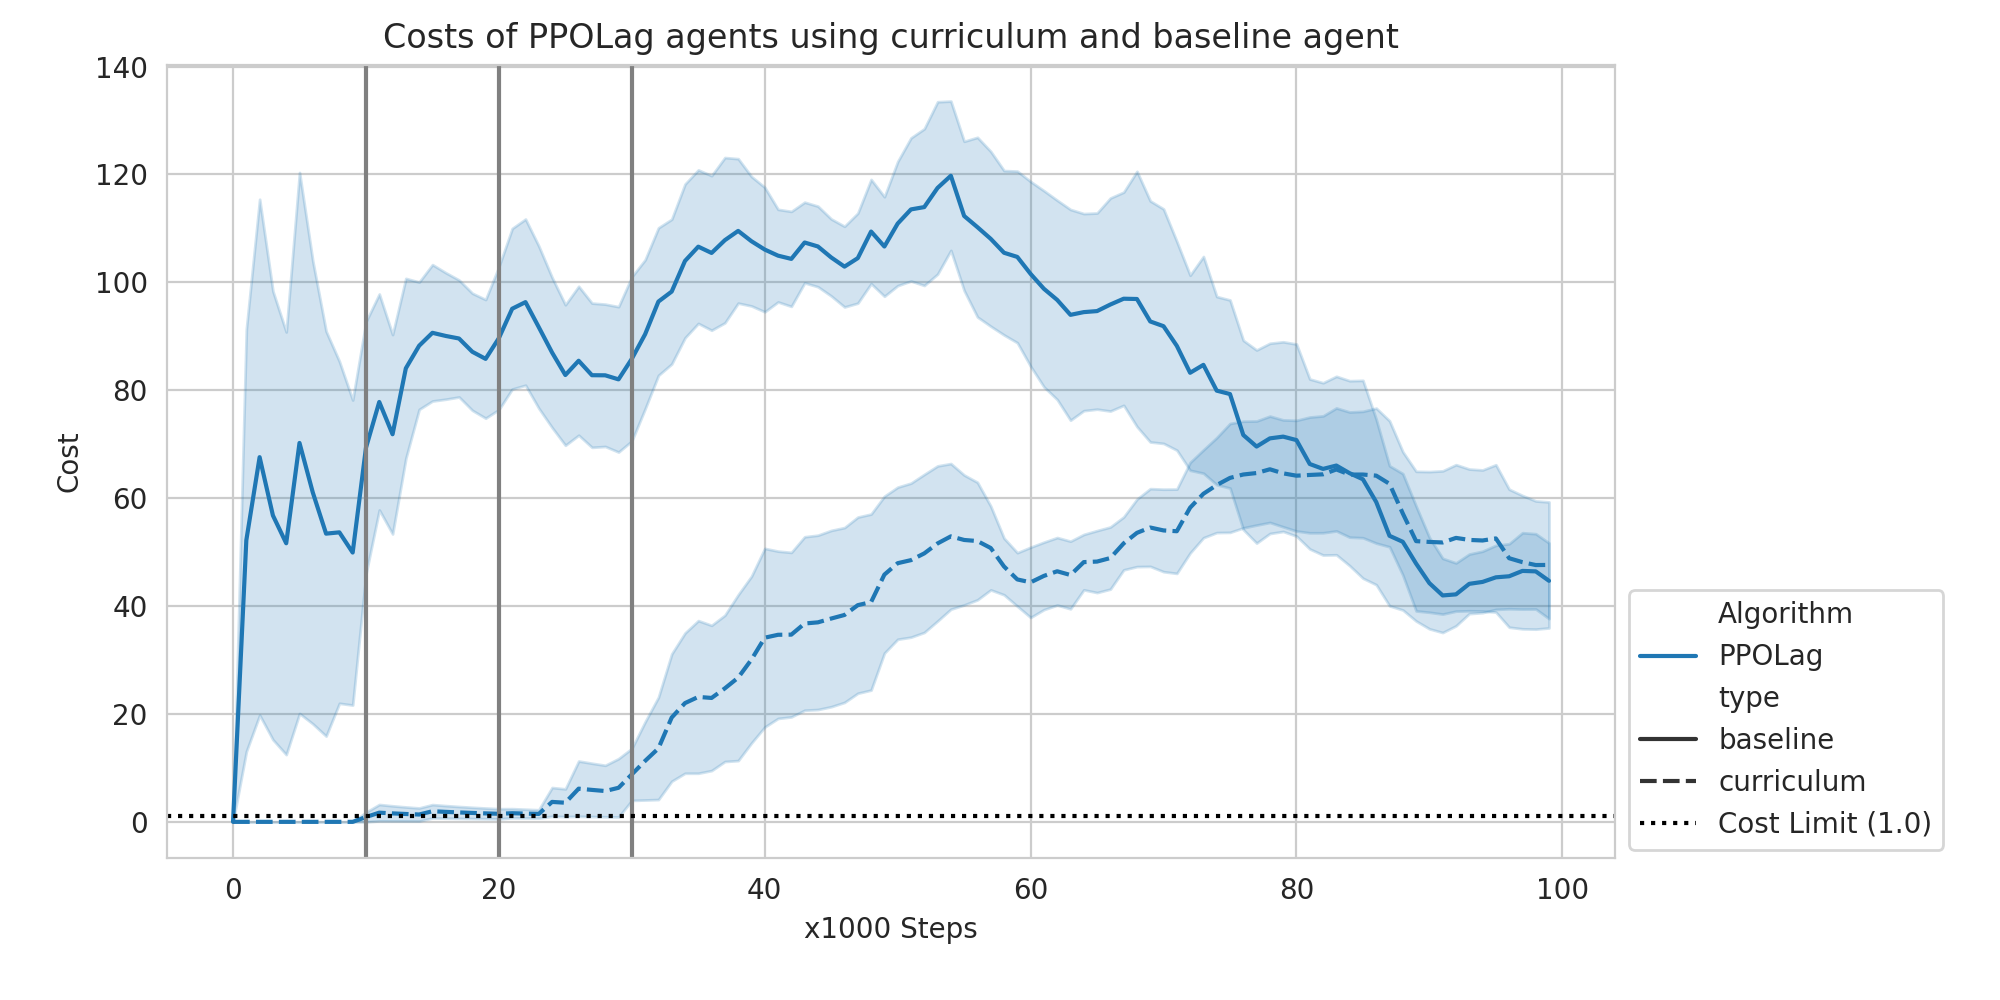 Costs of PPOLag agents using curriculum and baseline agent
140
120
100
80
60
40
20
0
Cost
0 20 40 60 80 100
x1000 Steps
Algorithm
PPOLag
type
baseline
curriculum
Cost Limit (1.0)